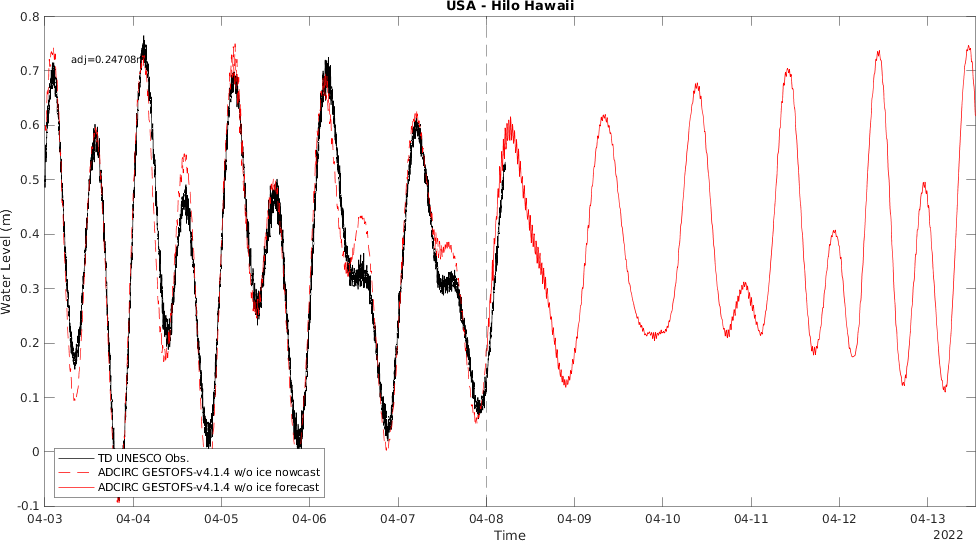 USA - Hilo Hawaii
0.8
0.7
0.6
0.5
0.4
0.3
0.2
0.1
0
-0.1
Water Level (m)
adj=0.24708m
TD UNESCO Obs.
ADCIRC GESTOFS-v4.1.4 w/o ice nowcast
ADCIRC GESTOFS-v4.1.4 w/o ice forecast
04-03 04-04 04-05 04-06 04-07 04-08 04-09 04-10 04-11 04-12 04-13
Time
2022